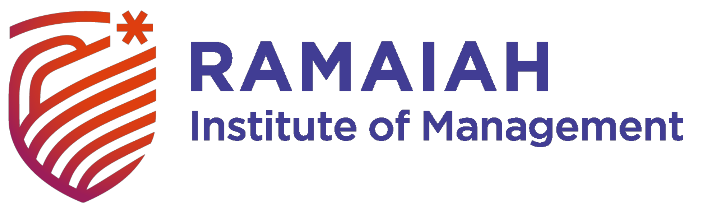 RAMAIAH
Institute of Management